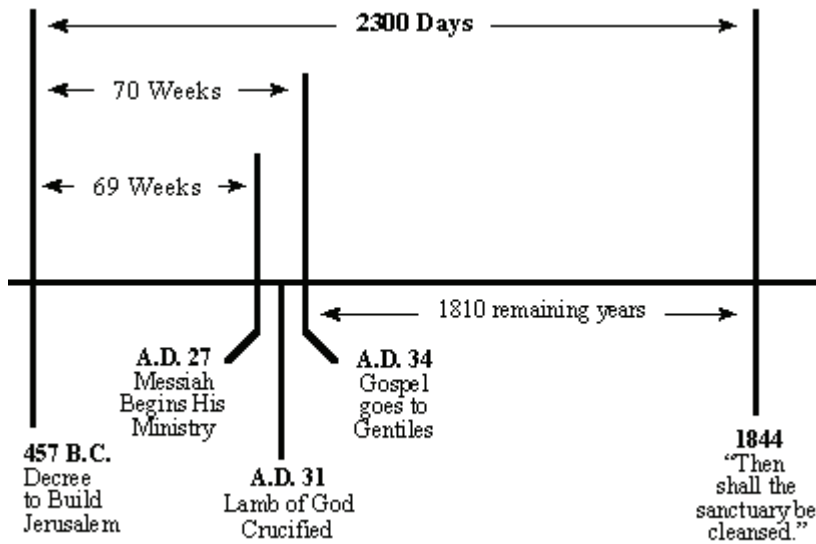 2300 Days
70 Weeks
69 Weeks
1810 remaining years
A.D. 27
Messiah
Begins His
Ministry
A.D. 34
Gospel
goes to
Gentiles
457 B.C.
Decree
to Build
Jerusalem
A.D. 31
Lamb of God
Crucified
1844
“Then
shall the
sanctuary be
cleansed.”